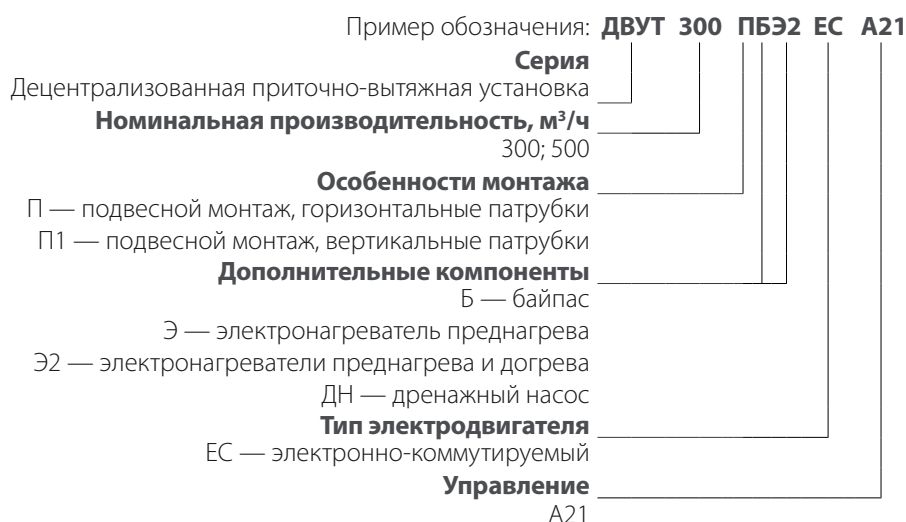 Пример обозначения: ДВУТ 300 ПБЭ2 ЕС А21
Серия
Децентрализованная приточно-вытяжная установка
Номинальная производительность, м³/ч
300; 500
Особенности монтажа
П — подвесной монтаж, горизонтальные патрубки
П1 — подвесной монтаж, вертикальные патрубки
Дополнительные компоненты
Б — байпас
Э — электронагреватель преднагрева
Э2 — электронагреватели преднагрева и догрева
ДН — дренажный насос
Тип электродвигателя
ЕС — электронно-коммутируемый
Управление
А21